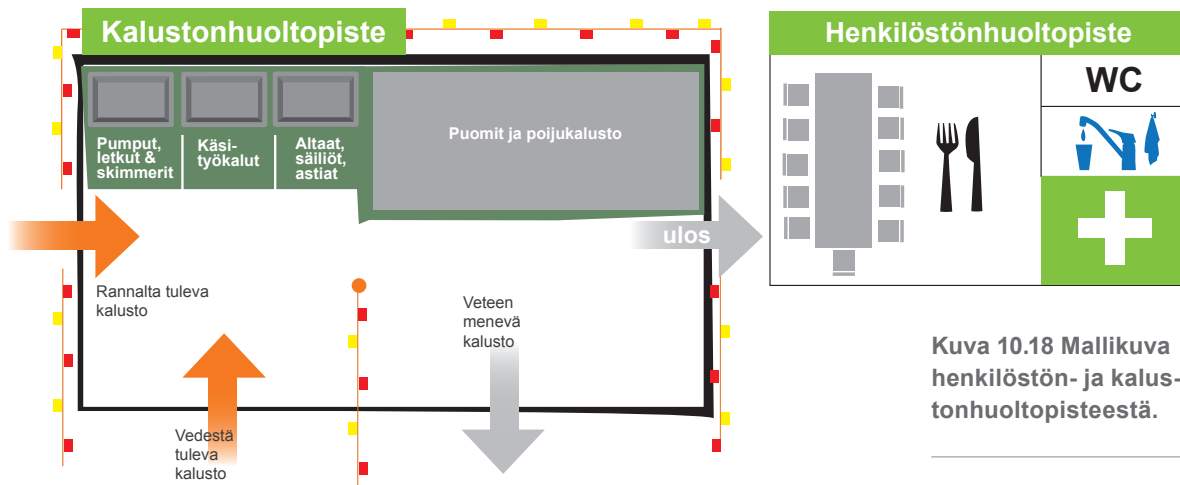 Kalustonhuoltopiste
Pumput,
letkut &
skimmerit
Käsi-
työkalut
Altaat,
säiliöt,
astiat
Puomit ja poijukalusto
ulos
Rannalta tuleva
kalusto
Veteen
menevä
kalusto
Vedestä
tuleva
kalusto
Henkilöstönhuoltopiste
WC
Kuva 10.18 Mallikuva
henkilöstön- ja kalus-
tonhuoltopisteestä.